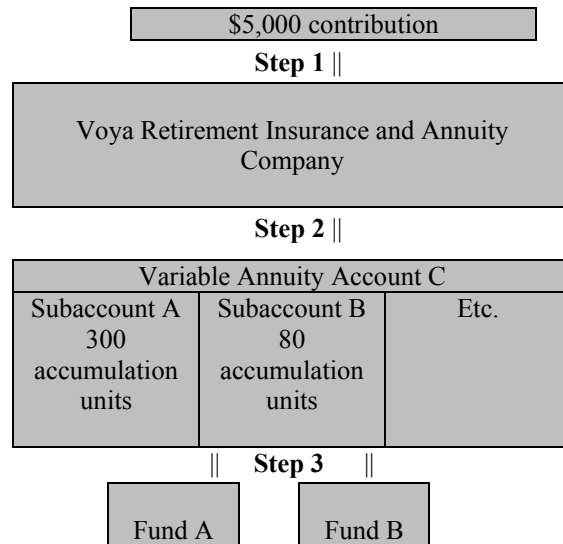 $5,000 contribution
Step 1 ||
Voya Retirement Insurance and Annuity
Company
Step 2 ||
Variable Annuity Account C
Subaccount A
300
accumulation
units
Subaccount B
80
accumulation
units
Etc.
|| Step 3 ||
Fund A
Fund B